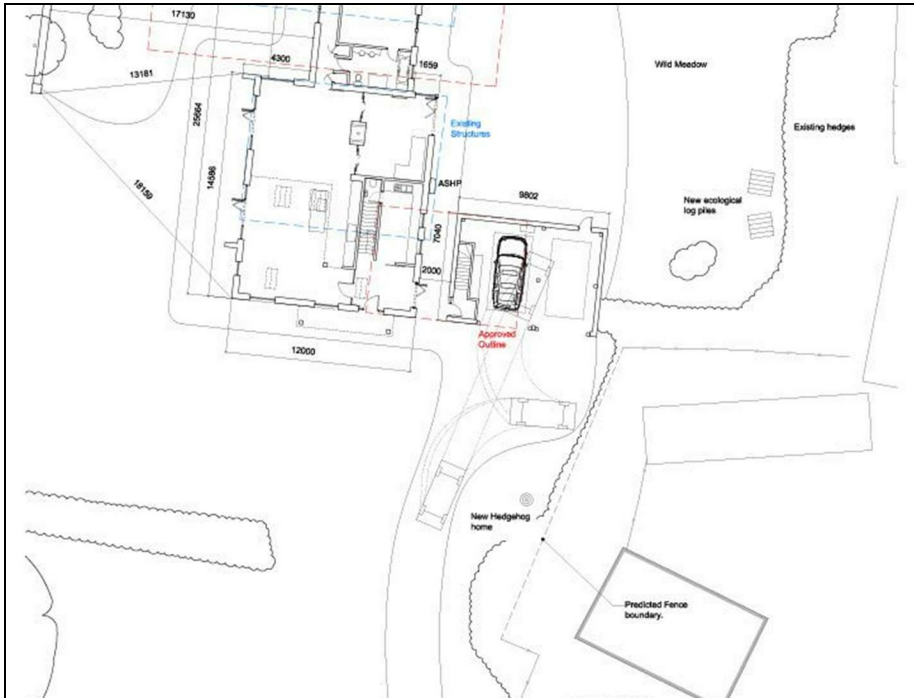 17130
4300
1659
13181
Wild Meadow
25664
Existing
Structures
Existing hedges
14586
ASHP
18159
9802
New ecological
log piles
7040
2000
Approved
Outline
12000
New Hedgehog
home
Predicted Fence
boundary.